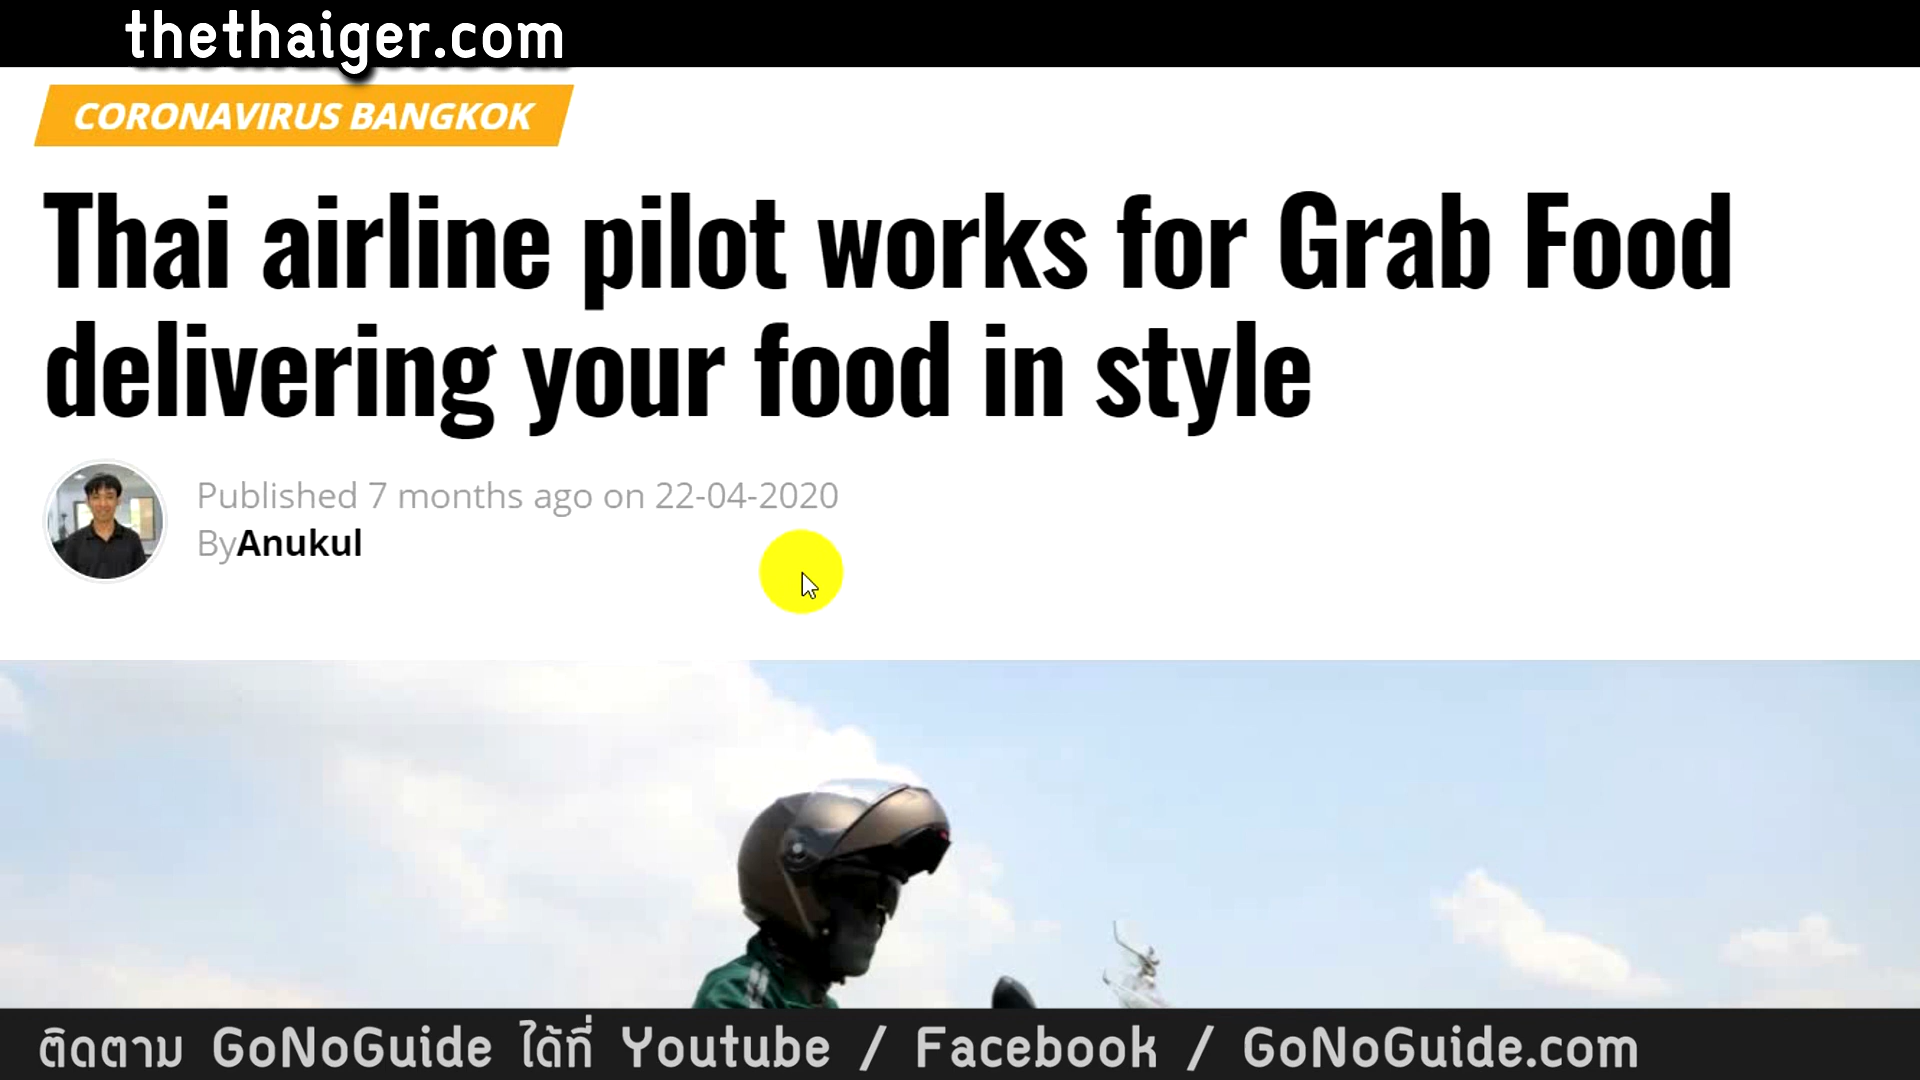 thethaiger.com
CORONAVIRUS BANGKOK
Thai airline pilot works for Grab Food
delivering your food in style
Published 7 months ago on 22-04-2020
ByAnukul
ติดตาม GoNoGuide ได้ที่ Youtube / Facebook / GoNoGuide.com